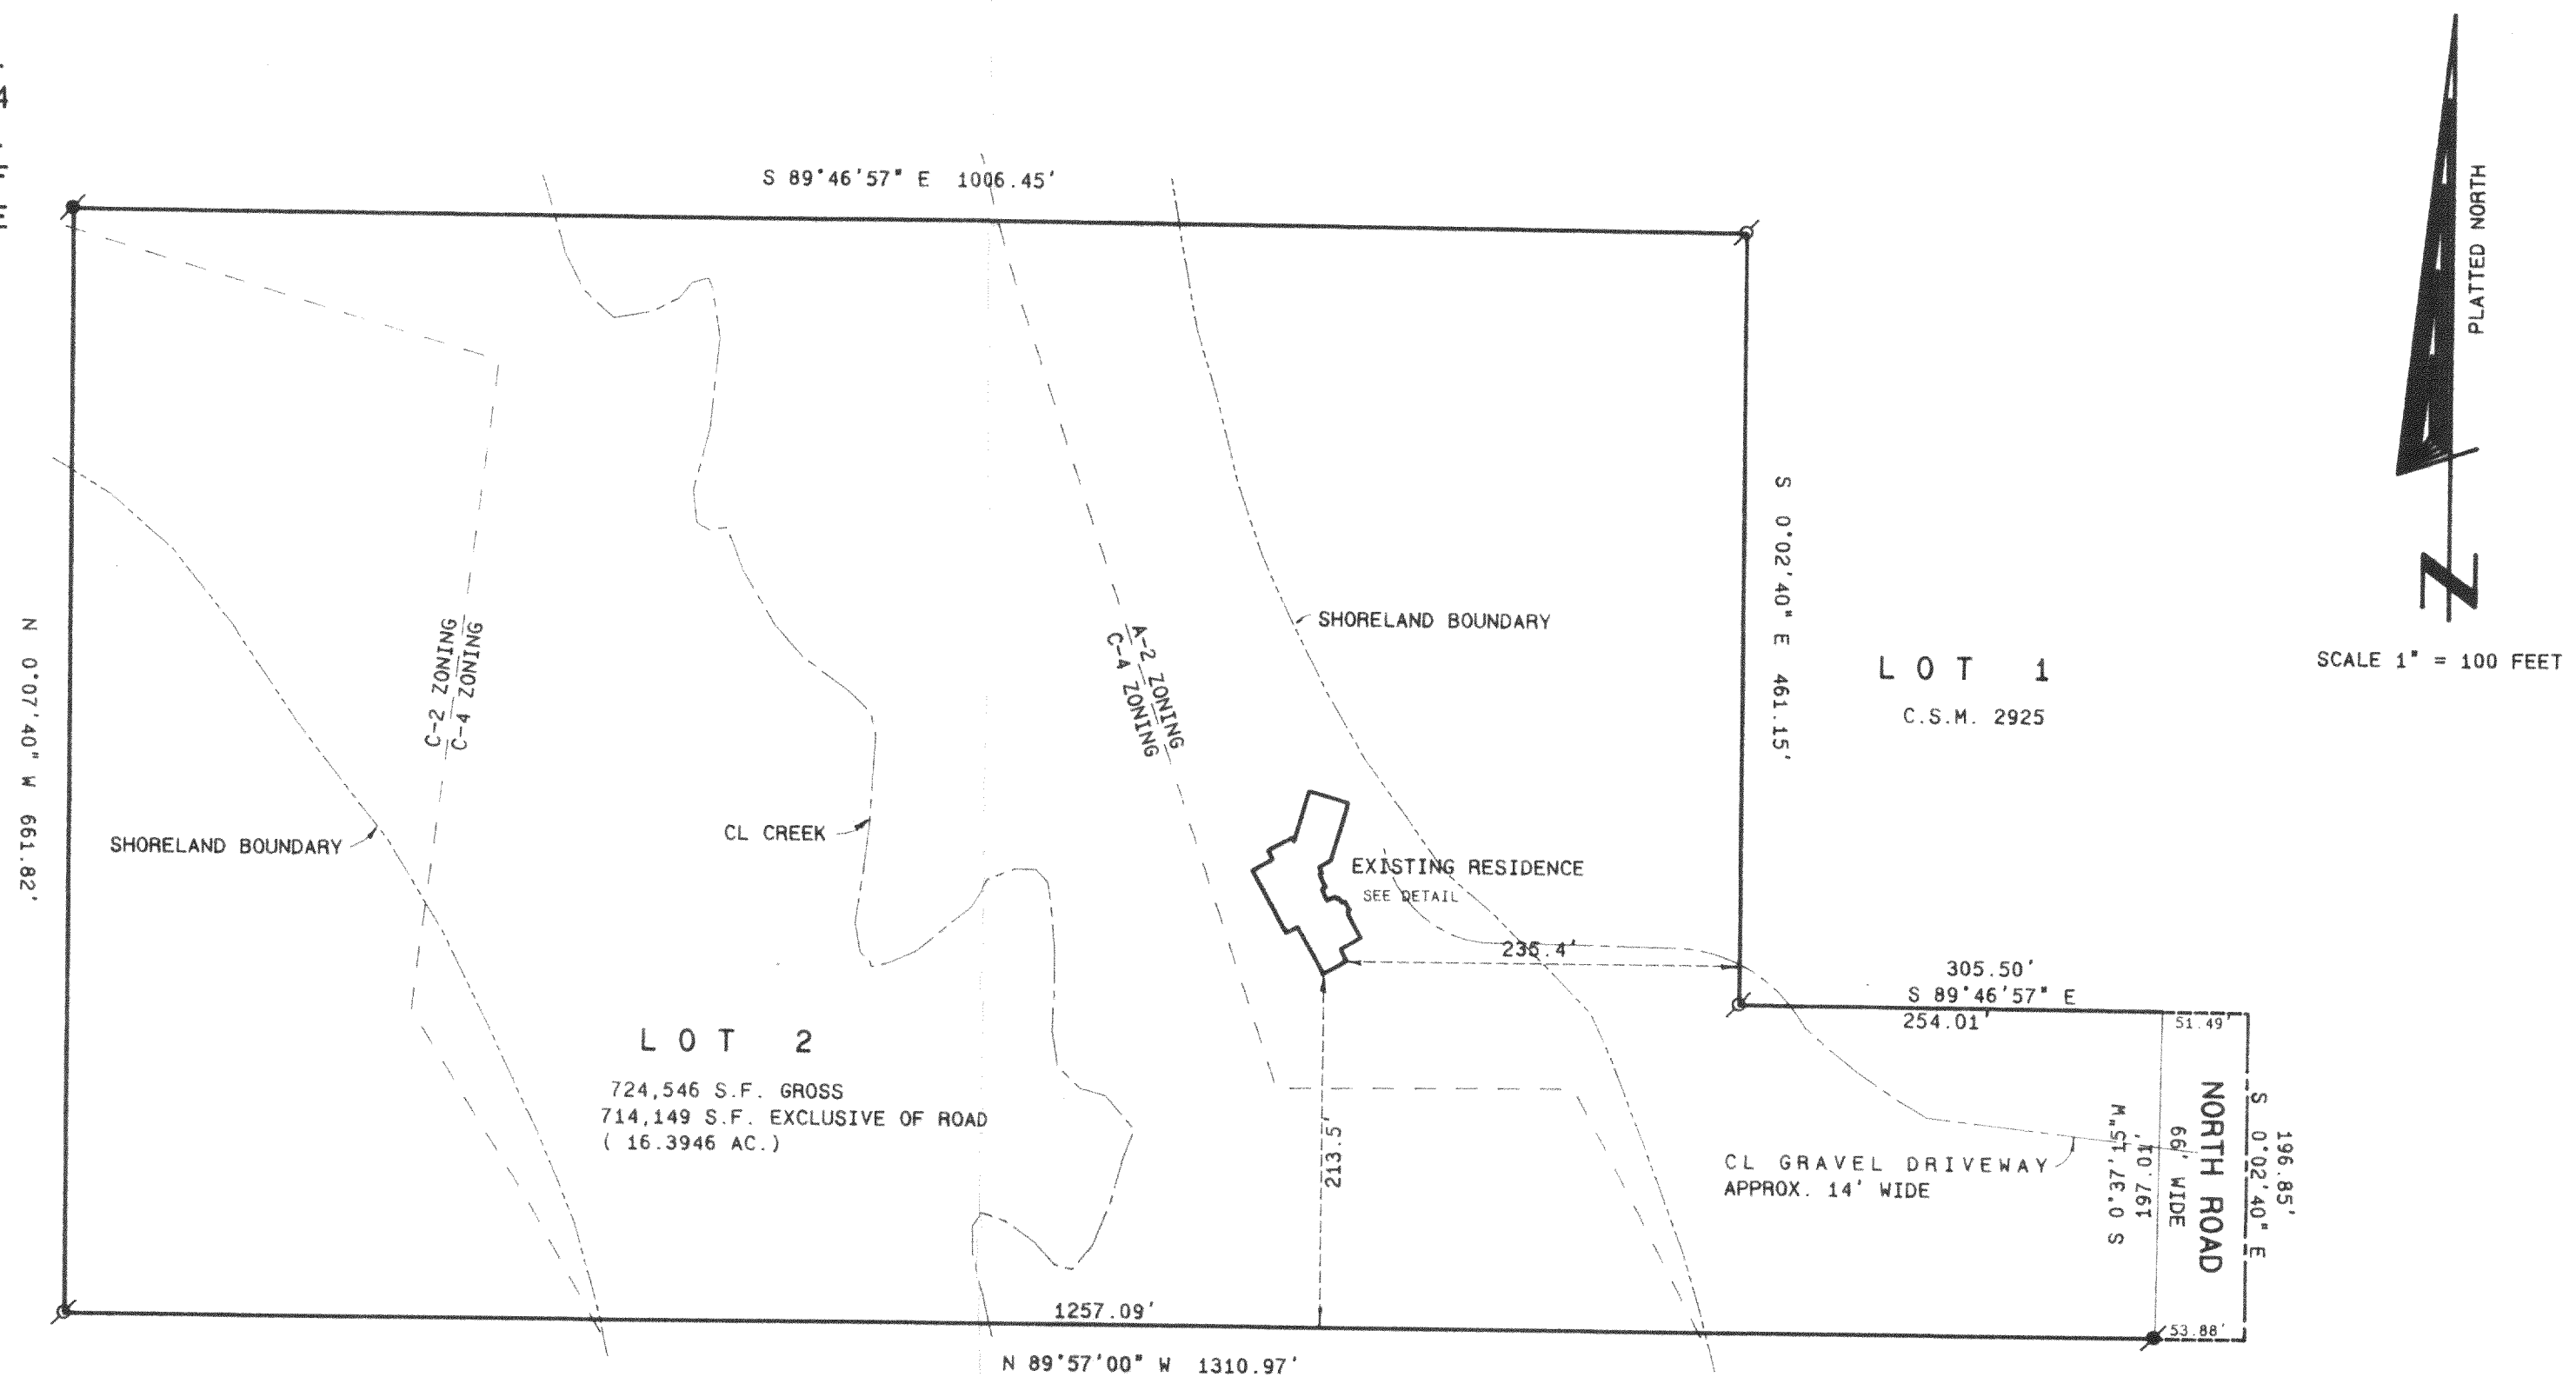 S 89°46'57" E 1006.45'
PLATTED NORTH
N
SCALE 1" = 100 FEET
S 0°02'40" E 461.15'
LOT 1
C.S.M. 2925
SHORELAND BOUNDARY
C-2 ZONING
C-4 ZONING
A-2 ZONING
C-4 ZONING
N 0°07'40" W 661.82'
SHORELAND BOUNDARY
CL CREEK
EXISTING RESIDENCE
SEE DETAIL
235.4'
305.50'
S 89°46'57" E
254.01'
51.49'
LOT 2
724,546 S.F. GROSS
714,149 S.F. EXCLUSIVE OF ROAD
( 16.3946 AC.)
213.5'
CL GRAVEL DRIVEWAY
APPROX. 14' WIDE
S 0°37'15" W
197.01'
66' WIDE
NORTH ROAD
S 0°02'40" E
196.85'
1257.09'
53.88'
N 89°57'00" W 1310.97'